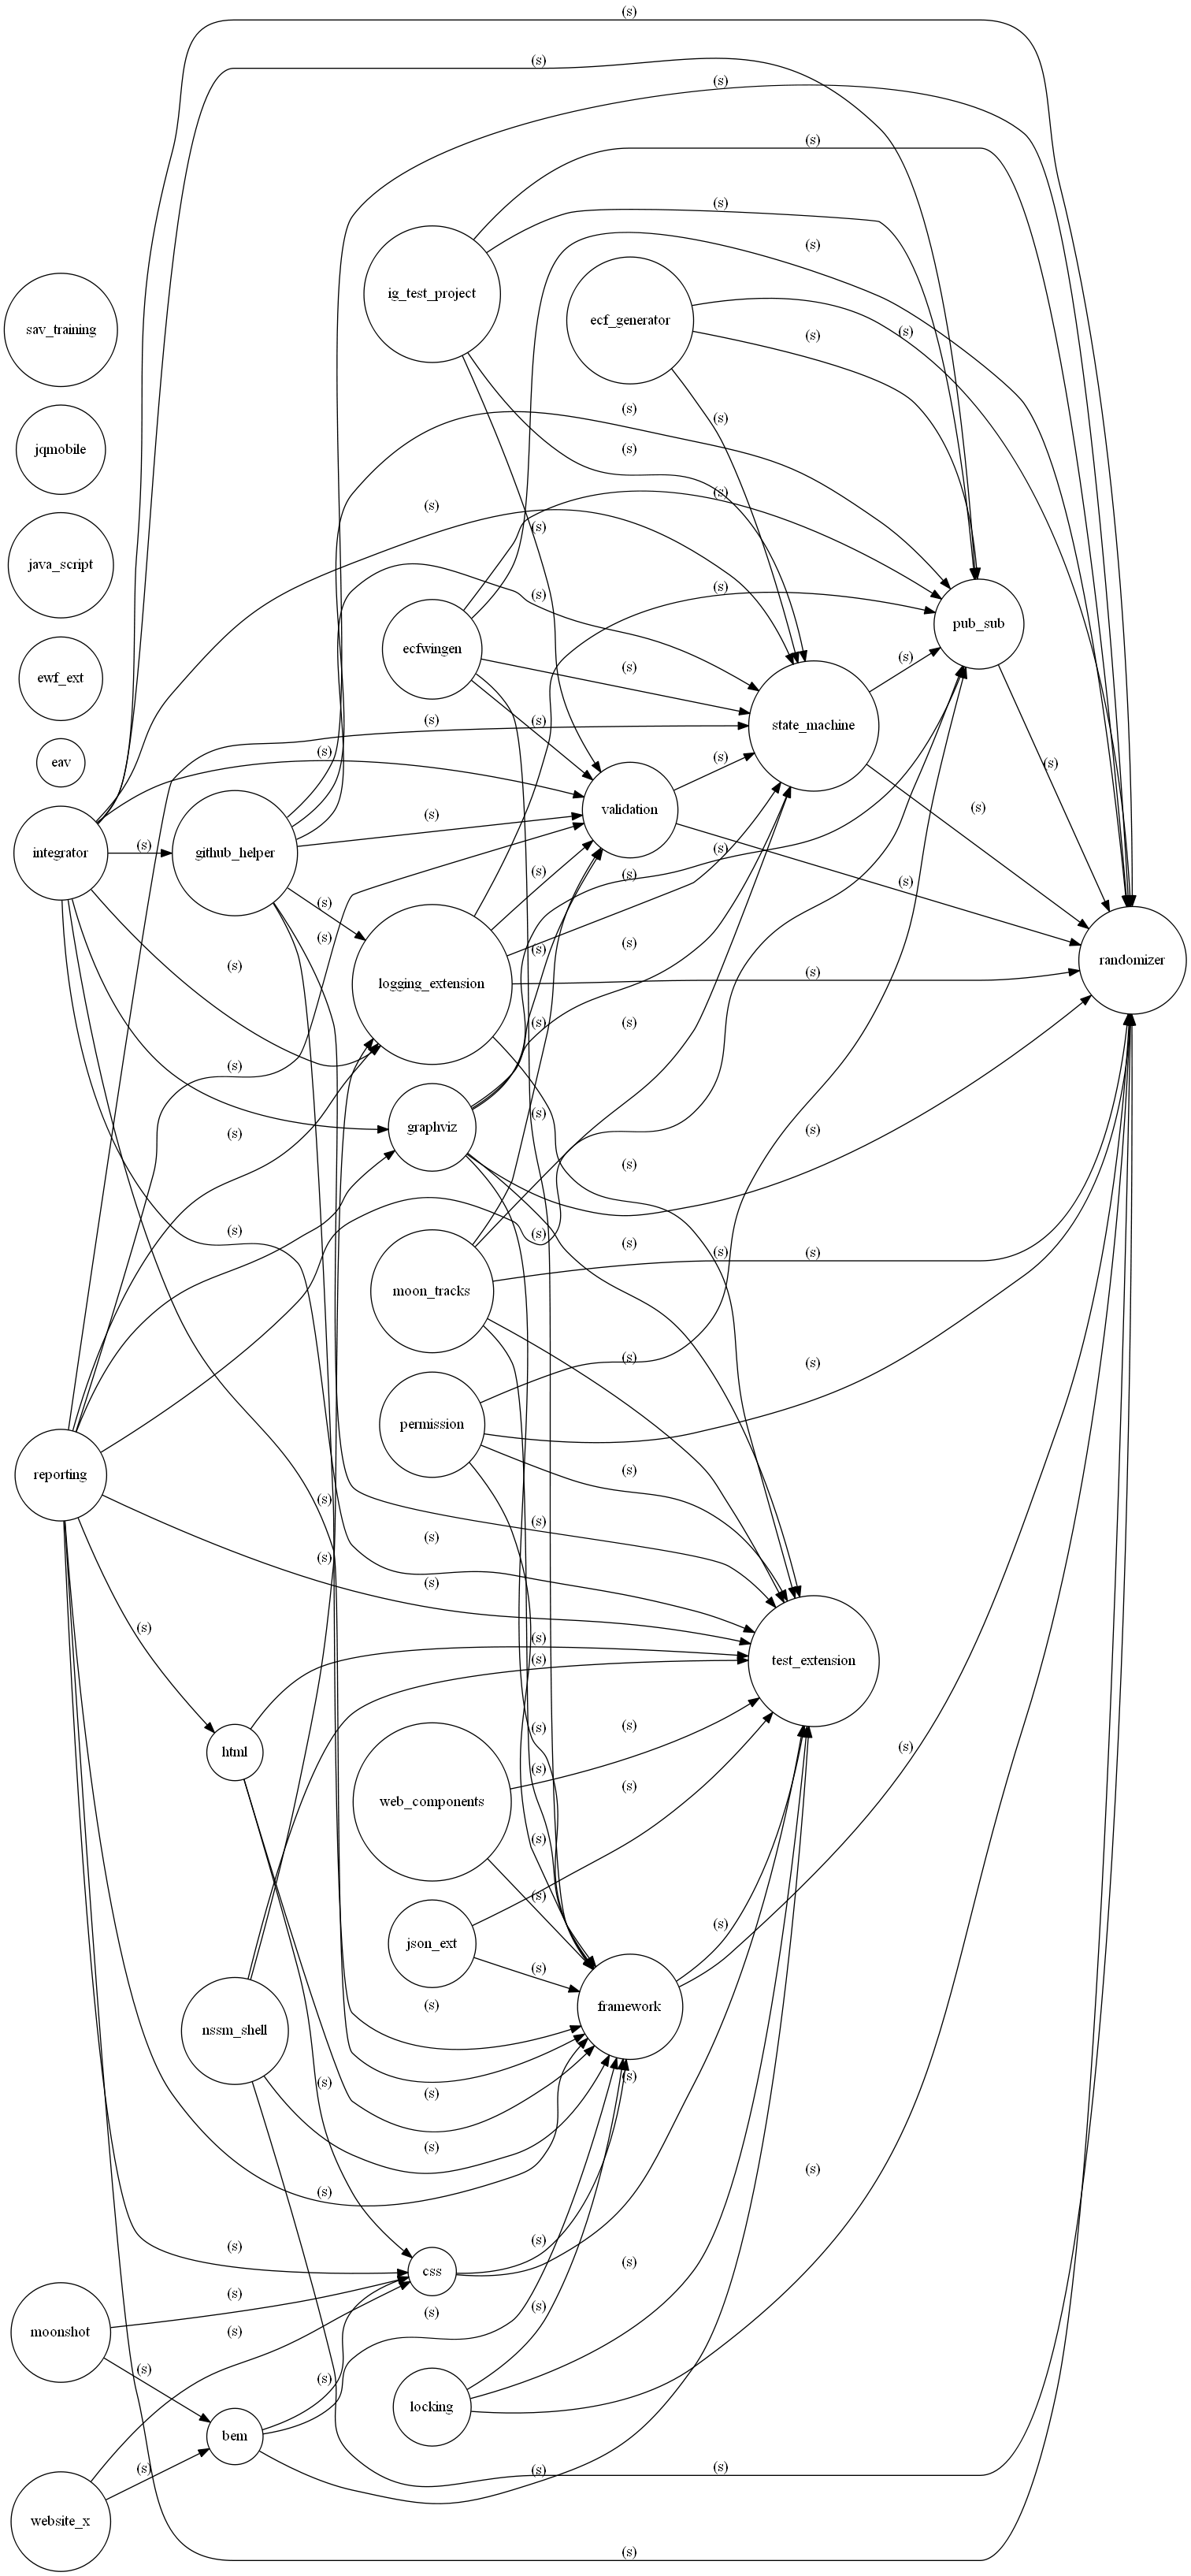 (s)
(s)
(s)
(s)
(s)
(s)
ig_test_project
ecf_generator
sav_training
(s)
(s)
(s)
(s)
jqmobile
(s)
(s)
(s)
(s)
java_script
(s)
(s)
pub_sub
ecfwingen
(s)
(s)
ewf_ext
(s)
(s)
state_machine
(s)
(s)
eav
(s)
(s)
validation
(s)
(s)
(s)
integrator
github_helper
(s)
(s)
(s)
(s)
(s)
(s)
(s)
randomizer
(s)
(s)
logging_extension
(s)
(s)
(s)
(s)
graphviz
(s)
(s)
(s)
(s)
(s)
(s)
(s)
(s)
moon_tracks
(s)
(s)
permission
(s)
reporting
(s)
(s)
(s)
(s)
(s)
(s)
(s)
(s)
test_extension
(s)
(s)
(s)
html
(s)
(s)
web_components
(s)
(s)
(s)
json_ext
(s)
(s)
framework
nssm_shell
(s)
(s)
(s)
(s)
(s)
(s)
(s)
(s)
(s)
css
(s)
(s)
(s)
(s)
moonshot
(s)
(s)
locking
bem
(s)
(s)
(s)
website_x
(s)